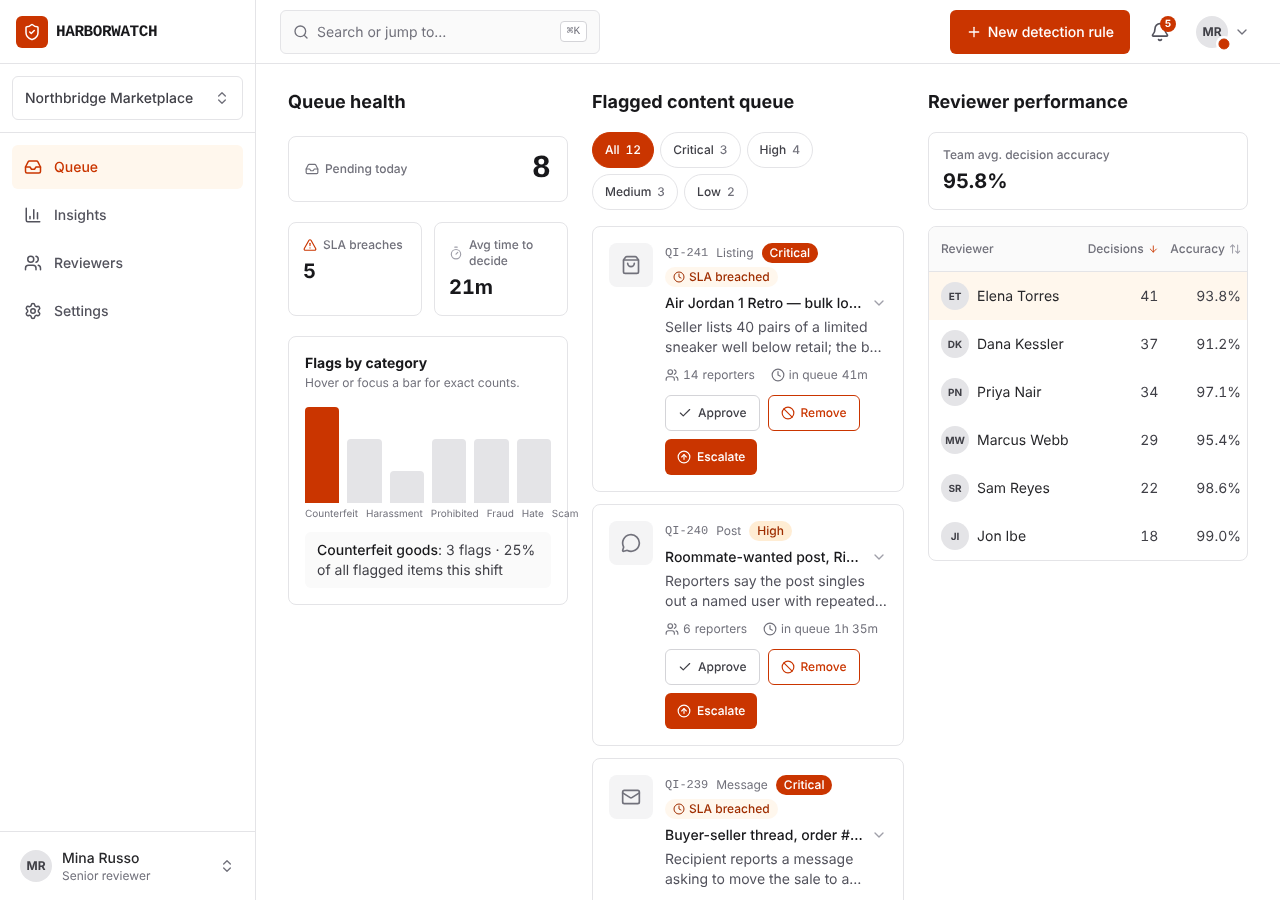 HARBORWATCH
Search or jump to...
⌘K
New detection rule
5
MR
Northbridge Marketplace
Queue
Insights
Reviewers
Settings
MR
Mina Russo
Senior reviewer
Queue health
Pending today
8
SLA breaches
5
Avg time to
decide
21m
Flags by category
Hover or focus a bar for exact counts.
Counterfeit Harassment Prohibited Fraud Hate Scam
Counterfeit goods: 3 flags · 25%
of all flagged items this shift
Flagged content queue
All 12
Critical 3
High 4
Medium 3
Low 2
QI-241 Listing Critical
SLA breached
Air Jordan 1 Retro — bulk lo…
Seller lists 40 pairs of a limited
sneaker well below retail; the b…
14 reporters in queue 41m
Approve
Remove
Escalate
QI-240 Post High
Roommate-wanted post, Ri…
Reporters say the post singles
out a named user with repeated…
6 reporters in queue 1h 35m
Approve
Remove
Escalate
QI-239 Message Critical
SLA breached
Buyer-seller thread, order #…
Recipient reports a message
asking to move the sale to a…
Reviewer performance
Team avg. decision accuracy
95.8%
Reviewer Decisions Accuracy
ET Elena Torres 41 93.8%
DK Dana Kessler 37 91.2%
PN Priya Nair 34 97.1%
MW Marcus Webb 29 95.4%
SR Sam Reyes 22 98.6%
JI Jon Ibe 18 99.0%